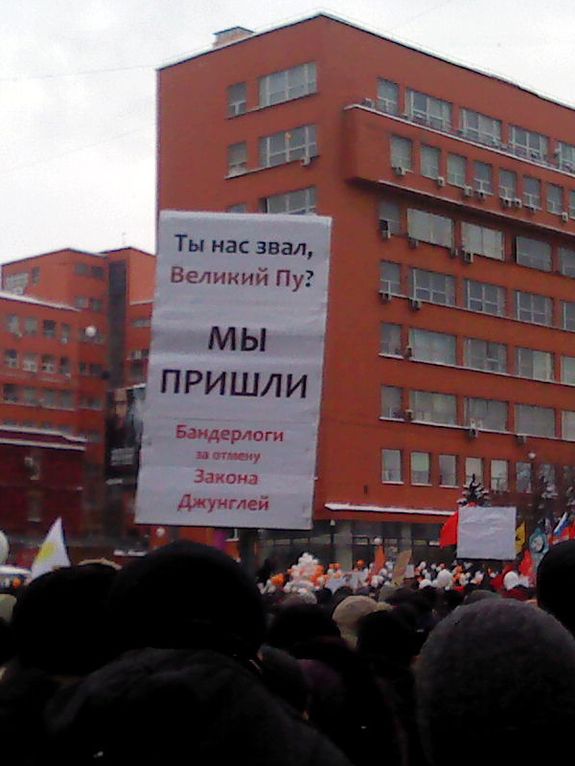 Ты нас звал,
Великий Пу?
МЫ
ПРИШЛИ
Бандерлоги
за отмену
Закона
Джунглей